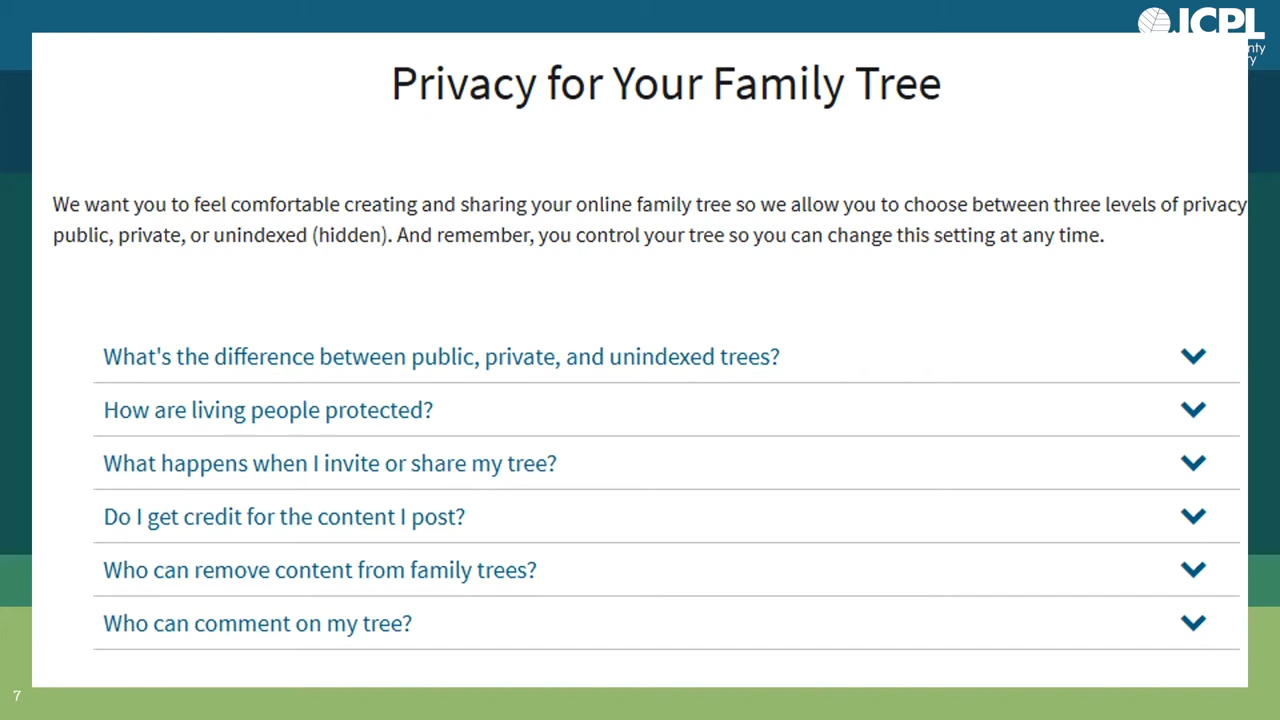 JCPL
nty
ry
Privacy for Your Family Tree
We want you to feel comfortable creating and sharing your online family tree so we allow you to choose between three levels of privacy
public, private, or unindexed (hidden). And remember, you control your tree so you can change this setting at any time.
What's the difference between public, private, and unindexed trees?
How are living people protected?
What happens when I invite or share my tree?
Do I get credit for the content I post?
Who can remove content from family trees?
Who can comment on my tree?
7